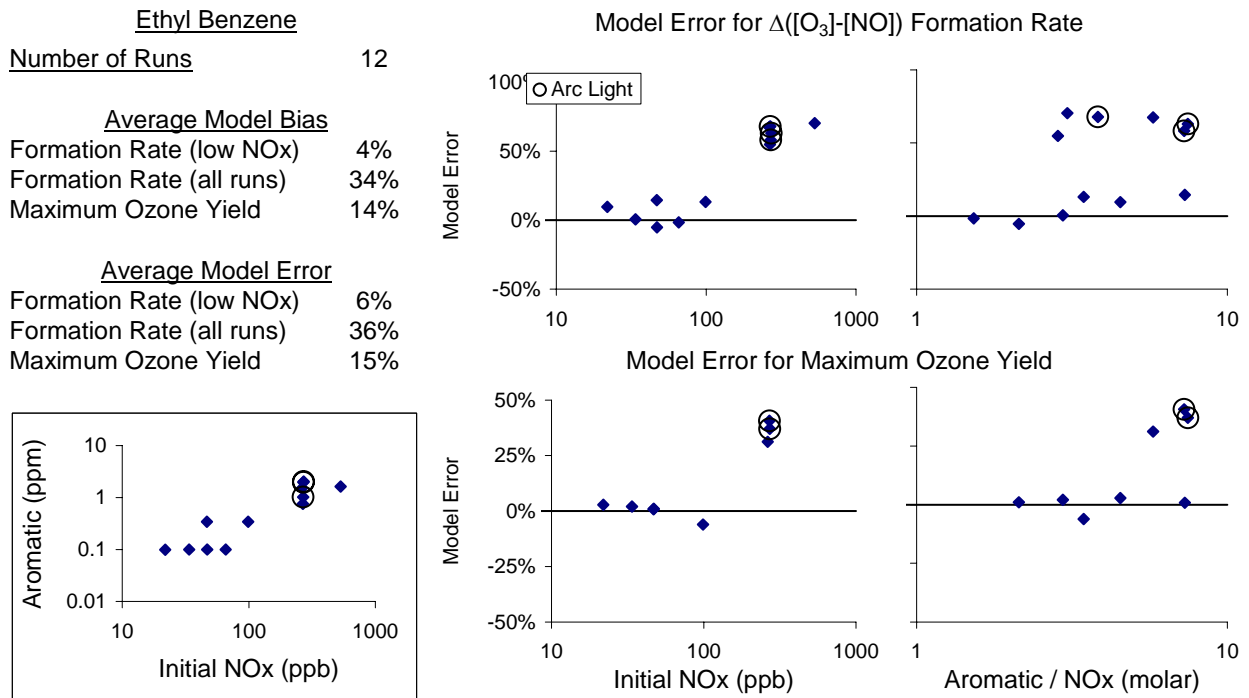 Ethyl Benzene
Number of Runs 12
Average Model Bias
Formation Rate (low NOx) 4%
Formation Rate (all runs) 34%
Maximum Ozone Yield 14%
Average Model Error
Formation Rate (low NOx) 6%
Formation Rate (all runs) 36%
Maximum Ozone Yield 15%
Aromatic (ppm)
10
1
0.1
0.01
10 100 1000
Initial NOx (ppb)
Model Error for Δ([O₃]-[NO]) Formation Rate
Arc Light
Model Error
100%
50%
0%
-50%
10 100 1000
1 10
Model Error for Maximum Ozone Yield
Model Error
50%
25%
0%
-25%
-50%
10 100 1000
Initial NOx (ppb)
1 10
Aromatic / NOx (molar)